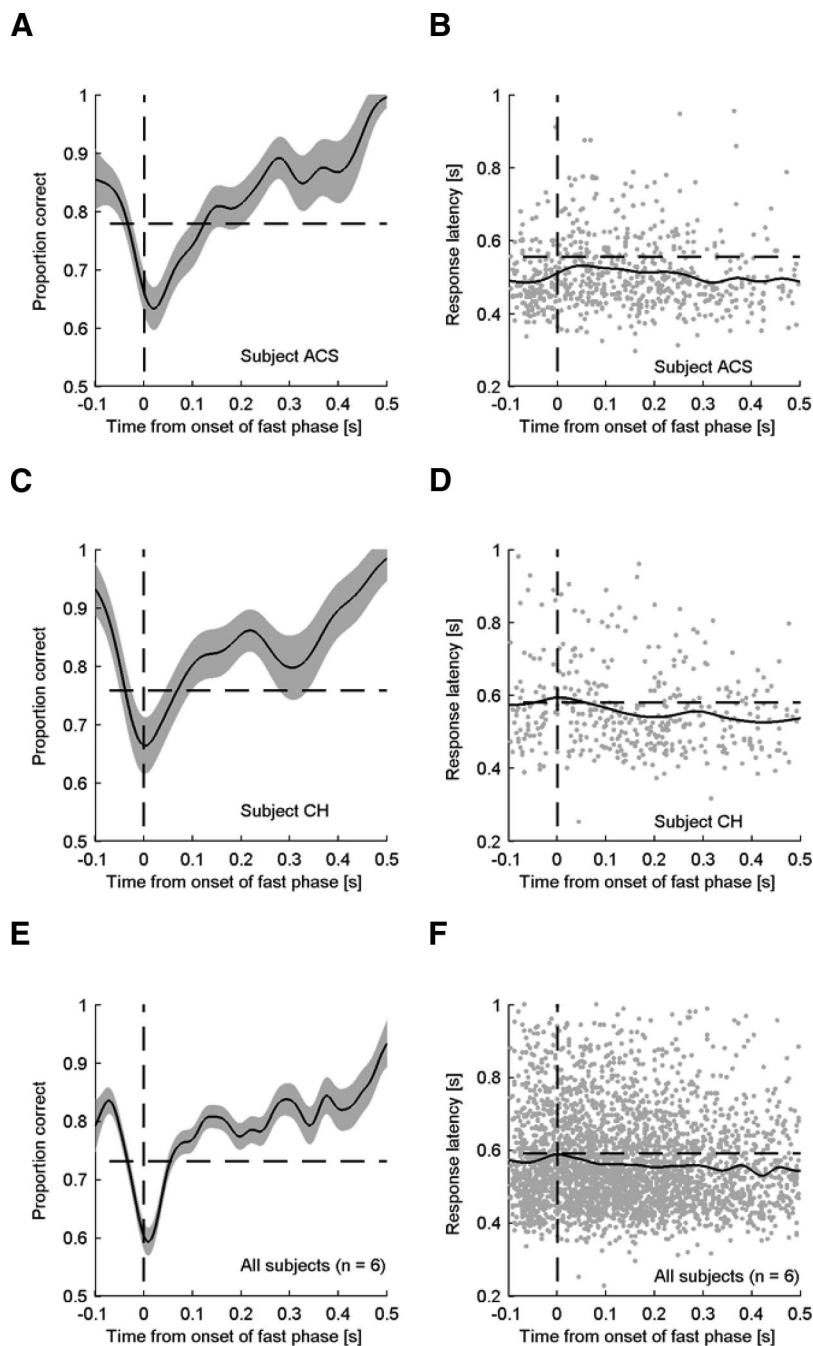 A
B
1
0.9
0.8
0.7
0.6
0.5
Proportion correct
Subject ACS
-0.1 0 0.1 0.2 0.3 0.4 0.5
Time from onset of fast phase [s]
1
0.8
0.6
0.4
0.2
Response latency [s]
Subject ACS
-0.1 0 0.1 0.2 0.3 0.4 0.5
Time from onset of fast phase [s]
C
D
1
0.9
0.8
0.7
0.6
0.5
Proportion correct
Subject CH
-0.1 0 0.1 0.2 0.3 0.4 0.5
Time from onset of fast phase [s]
1
0.8
0.6
0.4
0.2
Response latency [s]
Subject CH
-0.1 0 0.1 0.2 0.3 0.4 0.5
Time from onset of fast phase [s]
E
F
1
0.9
0.8
0.7
0.6
0.5
Proportion correct
All subjects (n = 6)
-0.1 0 0.1 0.2 0.3 0.4 0.5
Time from onset of fast phase [s]
1
0.8
0.6
0.4
0.2
Response latency [s]
All subjects (n = 6)
-0.1 0 0.1 0.2 0.3 0.4 0.5
Time from onset of fast phase [s]